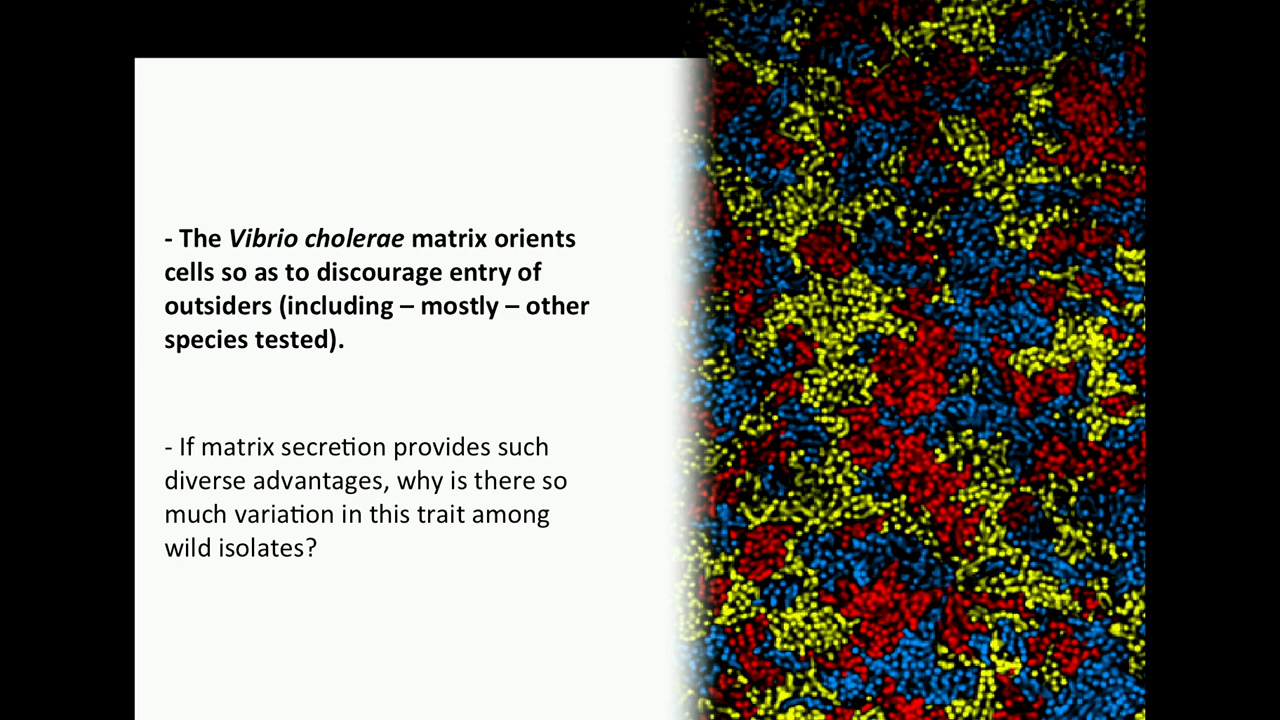 - The Vibrio cholerae matrix orients
cells so as to discourage entry of
outsiders (including – mostly – other
species tested).
- If matrix secretion provides such
diverse advantages, why is there so
much variation in this trait among
wild isolates?